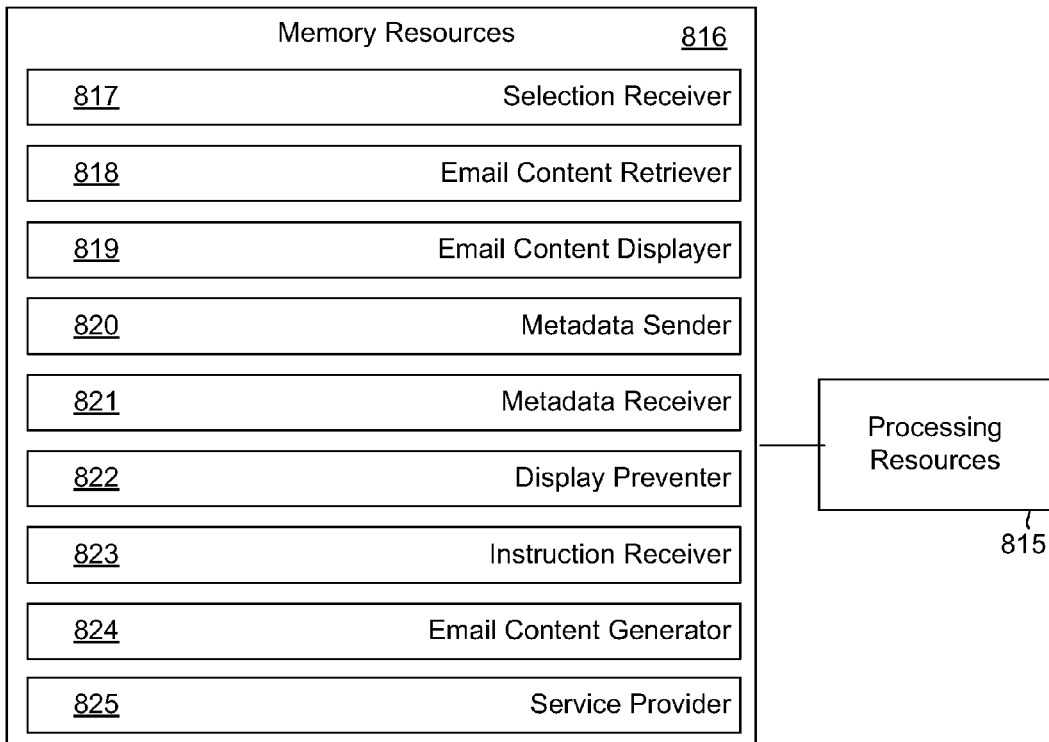 Memory Resources 816
817 Selection Receiver
818 Email Content Retriever
819 Email Content Displayer
820 Metadata Sender
821 Metadata Receiver
822 Display Preventer
823 Instruction Receiver
824 Email Content Generator
825 Service Provider
Processing
Resources
815